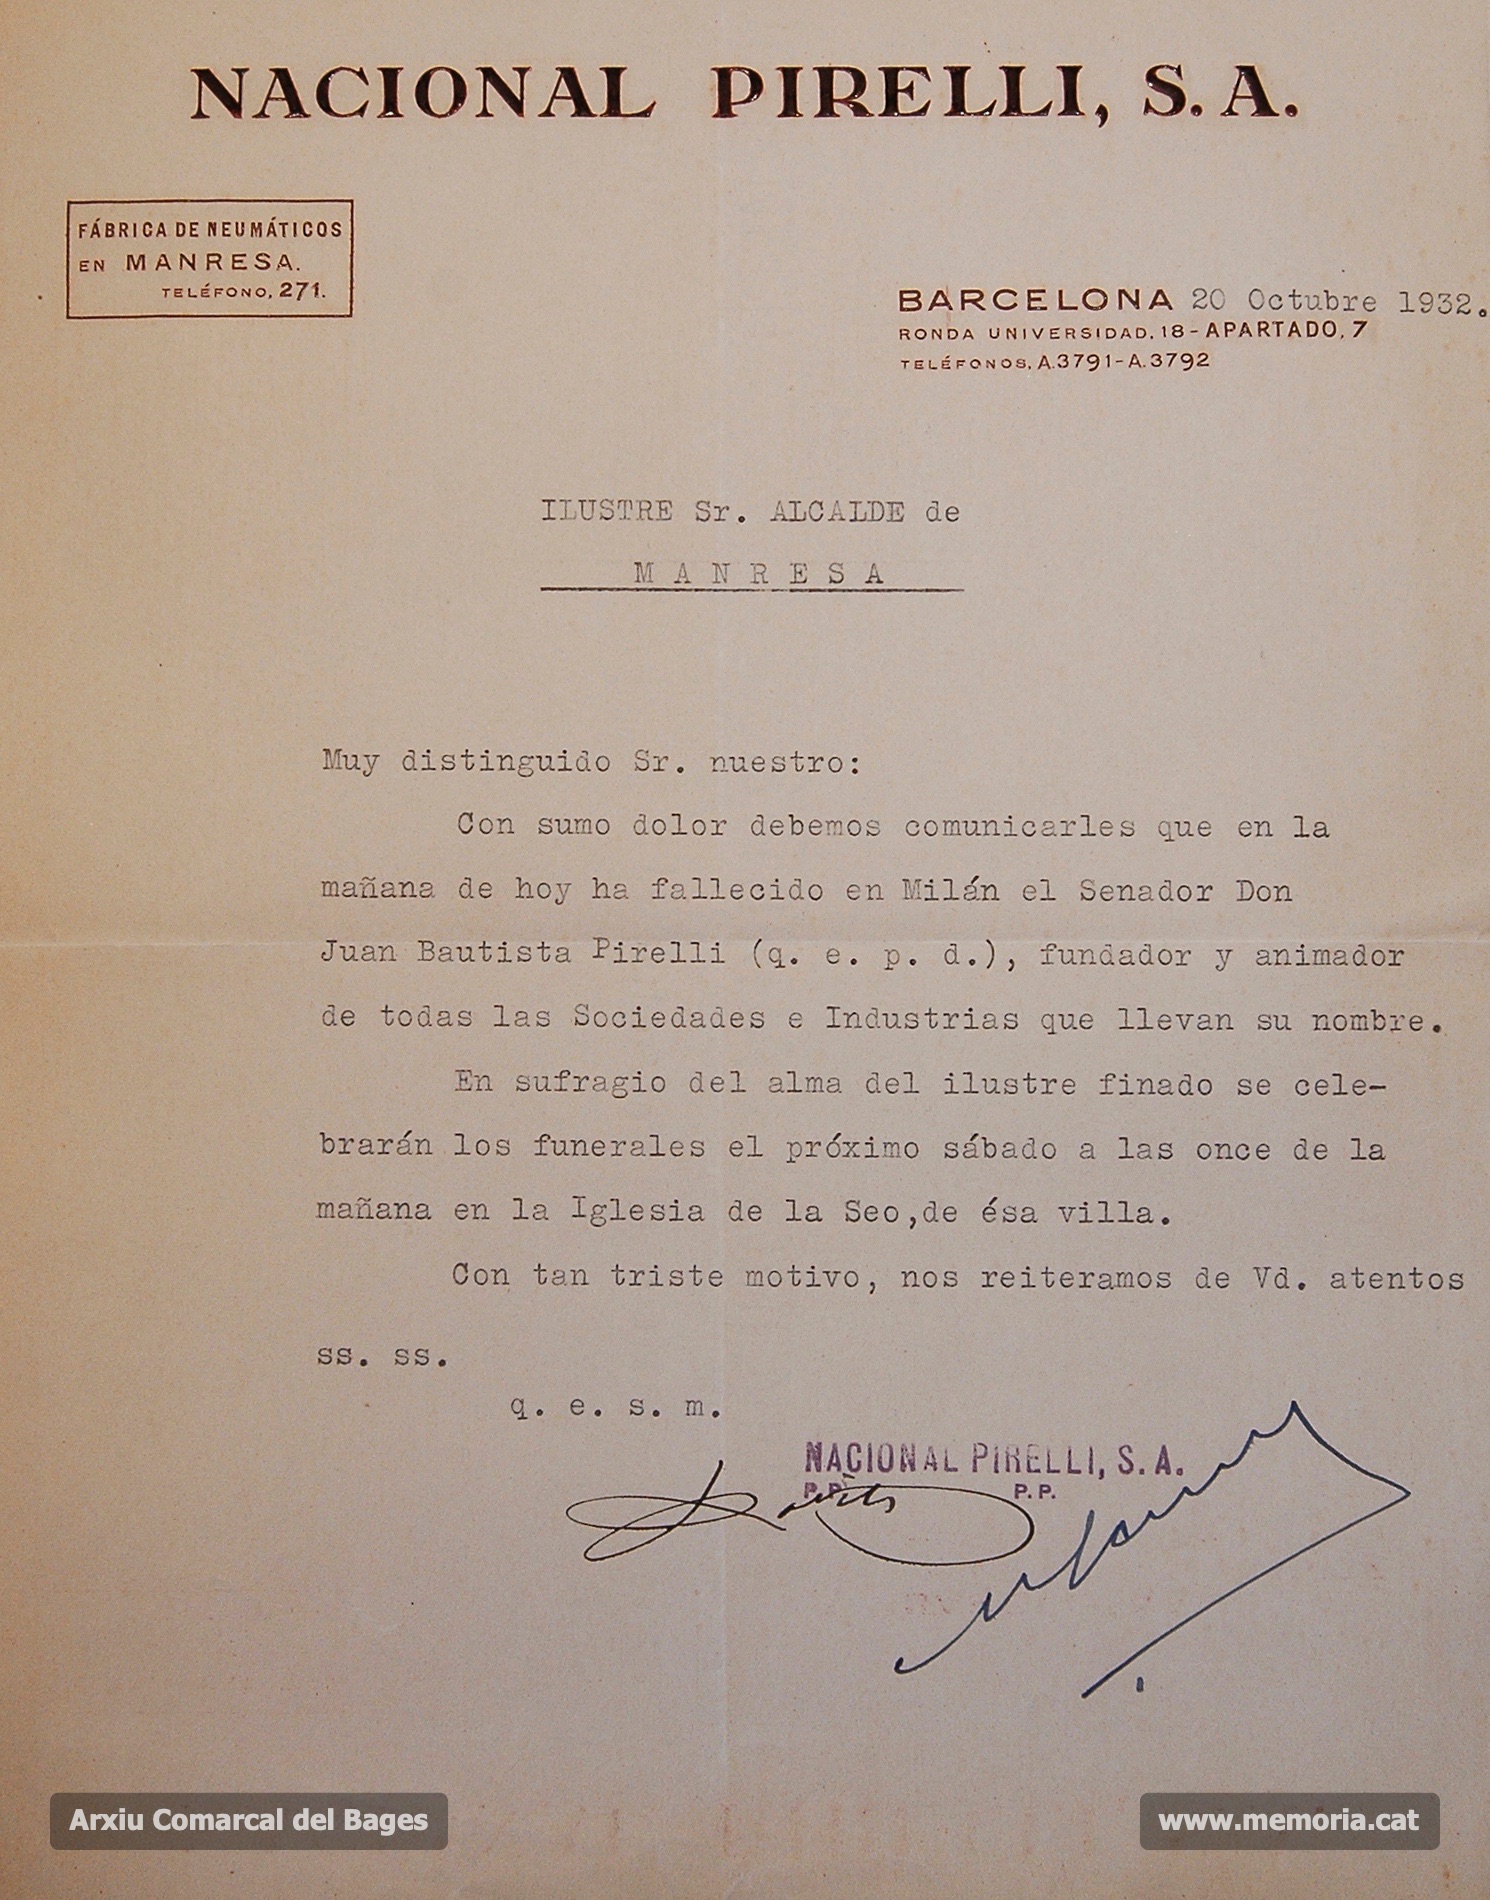 NACIONAL PIRELLI, S. A.
FÁBRICA DE NEUMÁTICOS
EN MANRESA.
TELÉFONO, 271.
BARCELONA 20 Octubre 1932.
RONDA UNIVERSIDAD, 18 - APARTADO, 7
TELÉFONOS, A.3791 - A.3792
ILUSTRE Sr. ALCALDE de
M A N R E S A
Muy distinguido Sr. nuestro:
Con sumo dolor debemos comunicarles que en la
mañana de hoy ha fallecido en Milán el Senador Don
Juan Bautista Pirelli (q. e. p. d.), fundador y animador
de todas las Sociedades e Industrias que llevan su nombre.
En sufragio del alma del ilustre finado se cele-
brarán los funerales el próximo sábado a las once de la
mañana en la Iglesia de la Seo,de ésa villa.
Con tan triste motivo, nos reiteramos de Vd. atentos
ss. ss.
q. e. s. m.
NACIONAL PIRELLI, S. A.
P. P. P. P.
Arxiu Comarcal del Bages
www.memoria.cat